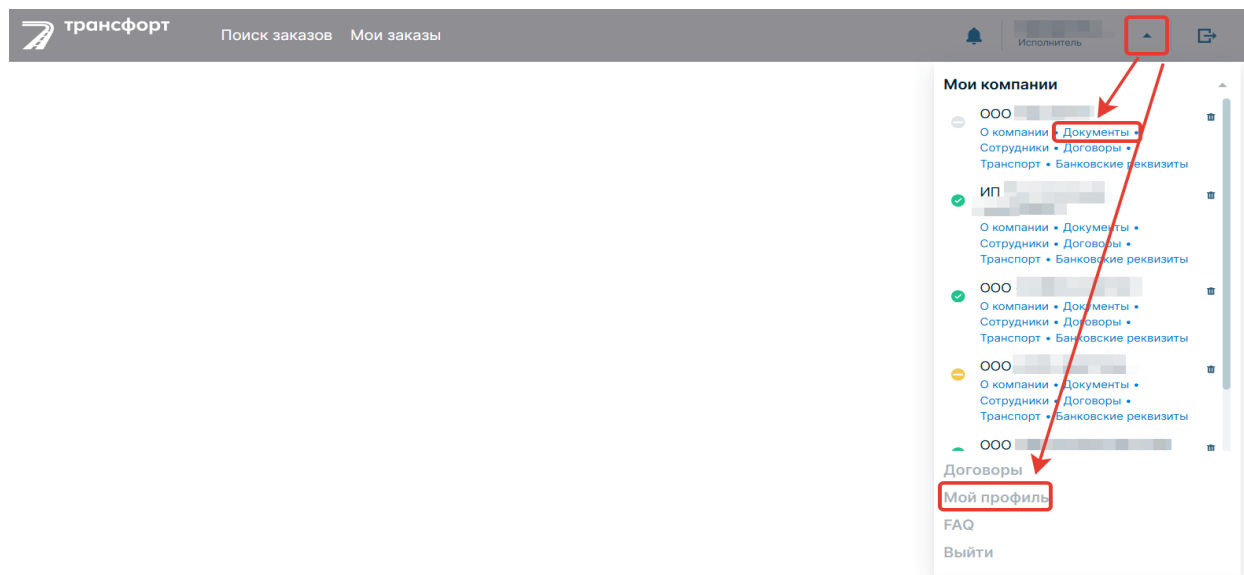 трансфорт
Поиск заказов Мои заказы
Исполнитель
Мои компании
ООО
О компании • Документы •
Сотрудники • Договоры •
Транспорт • Банковские реквизиты
ИП
О компании • Документы •
Сотрудники • Договоры •
Транспорт • Банковские реквизиты
ООО
О компании • Документы •
Сотрудники • Договоры •
Транспорт • Банковские реквизиты
ООО
О компании • Документы •
Сотрудники • Договоры •
Транспорт • Банковские реквизиты
ООО
Договоры
Мой профиль
FAQ
Выйти